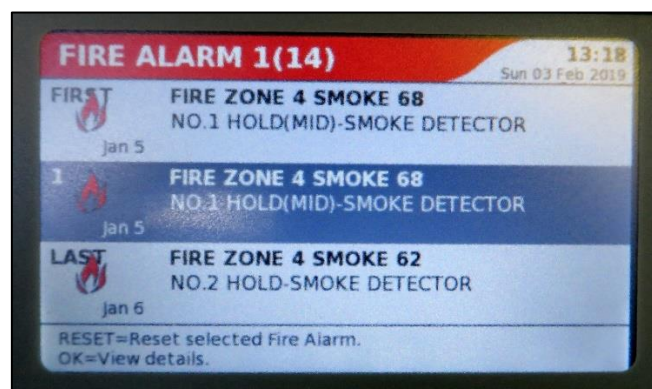 FIRE ALARM 1(14)
13:18
Sun 03 Feb 2019
FIRST
FIRE ZONE 4 SMOKE 68
NO.1 HOLD(MID)-SMOKE DETECTOR
Jan 5
1
FIRE ZONE 4 SMOKE 68
NO.1 HOLD(MID)-SMOKE DETECTOR
Jan 5
LAST
FIRE ZONE 4 SMOKE 62
NO.2 HOLD-SMOKE DETECTOR
Jan 6
RESET=Reset selected Fire Alarm.
OK=View details.